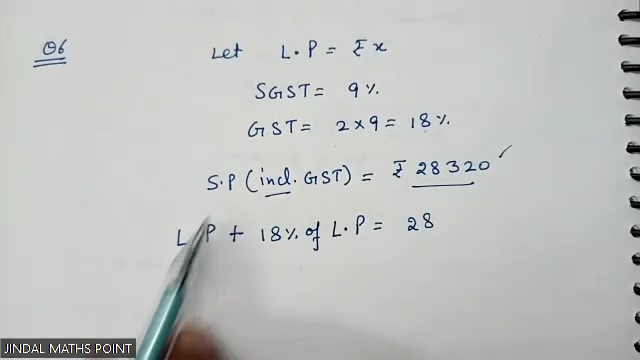 Q6
Let L.P = ₹ x
SGST = 9%
GST = 2×9 = 18%.
S.P (incl. GST) = ₹ 28320 ✓
L.P + 18% of L.P = 28
JINDAL MATHS POINT